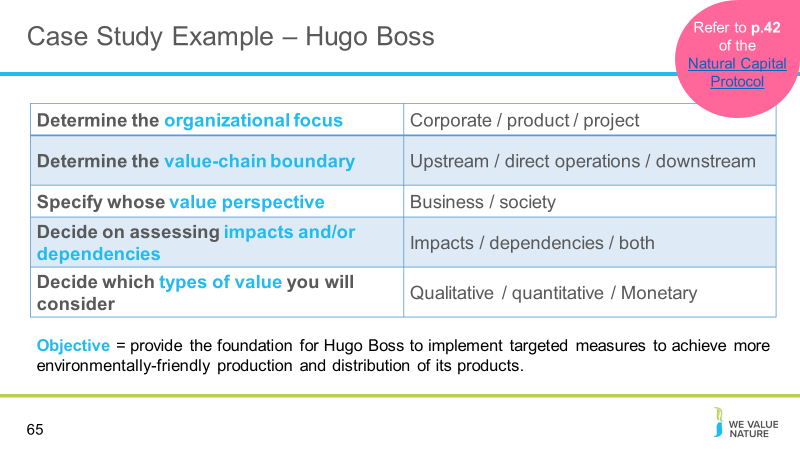 Case Study Example – Hugo Boss
Refer to p.42
of the
Natural Capital
Protocol
Determine the organizational focus
Corporate / product / project
Determine the value-chain boundary
Upstream / direct operations / downstream
Specify whose value perspective
Business / society
Decide on assessing impacts and/or
dependencies
Impacts / dependencies / both
Decide which types of value you will
consider
Qualitative / quantitative / Monetary
Objective = provide the foundation for Hugo Boss to implement targeted measures to achieve more
environmentally-friendly production and distribution of its products.
65
WE VALUE
NATURE